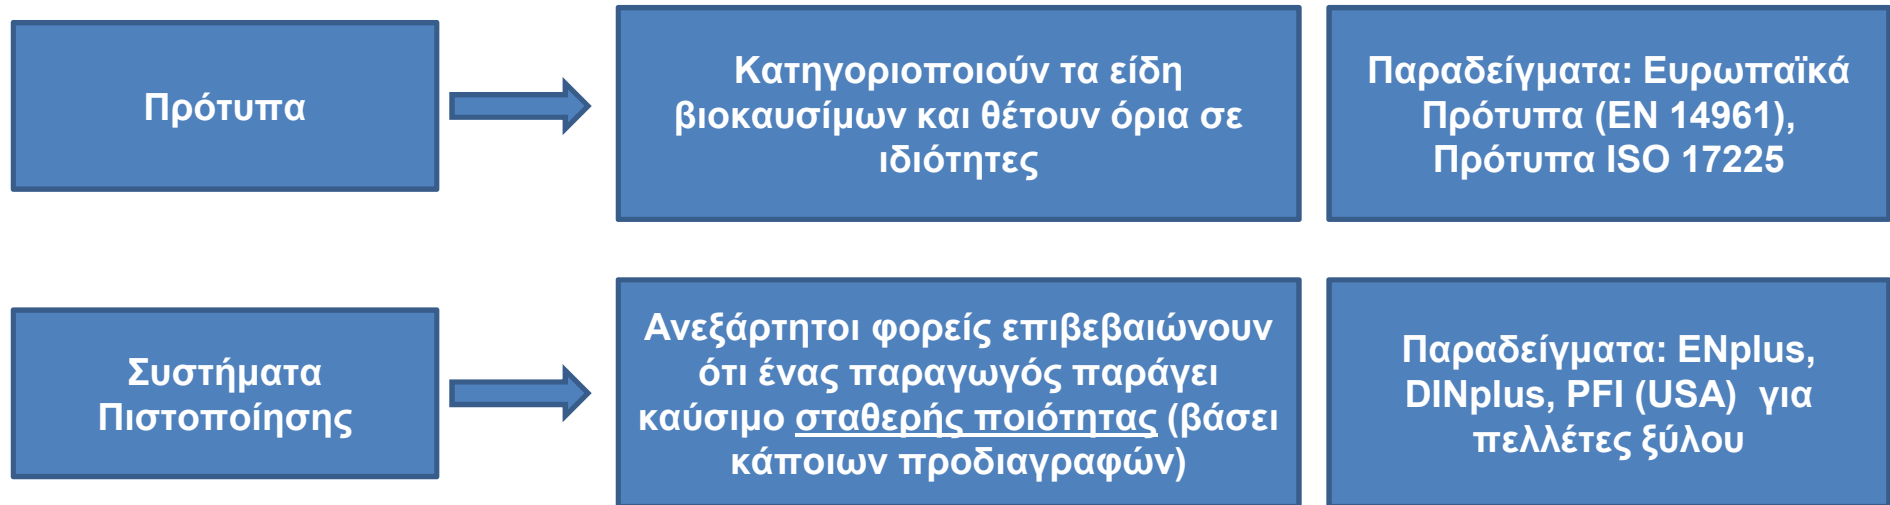 Πρότυπα
Κατηγοριοποιούν τα είδη
βιοκαυσίμων και θέτουν όρια σε
ιδιότητες
Παραδείγματα: Ευρωπαϊκά
Πρότυπα (EN 14961),
Πρότυπα ISO 17225
Συστήματα
Πιστοποίησης
Ανεξάρτητοι φορείς επιβεβαιώνουν
ότι ένας παραγωγός παράγει
καύσιμο σταθερής ποιότητας (βάσει
κάποιων προδιαγραφών)
Παραδείγματα: ENplus,
DINplus, PFI (USA) για
πελλέτες ξύλου